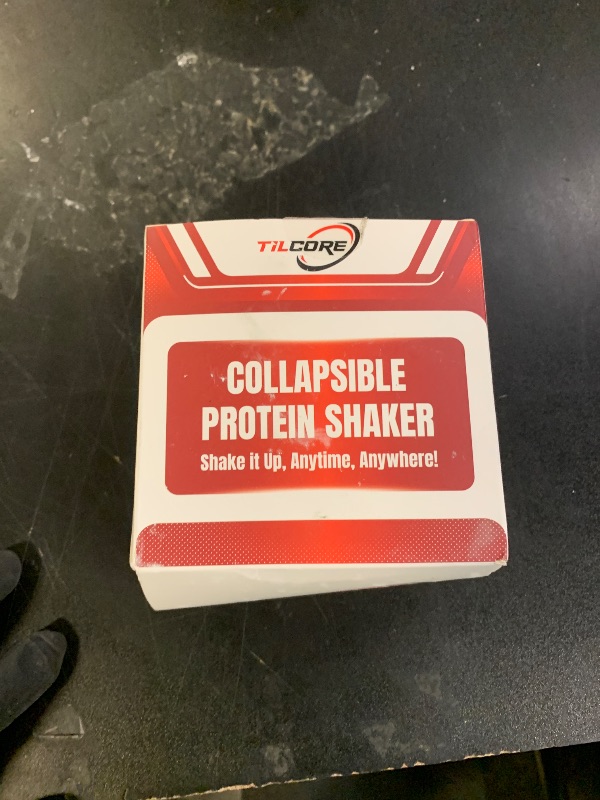 TiLCORE
COLLAPSIBLE
PROTEIN SHAKER
Shake it Up, Anytime, Anywhere!